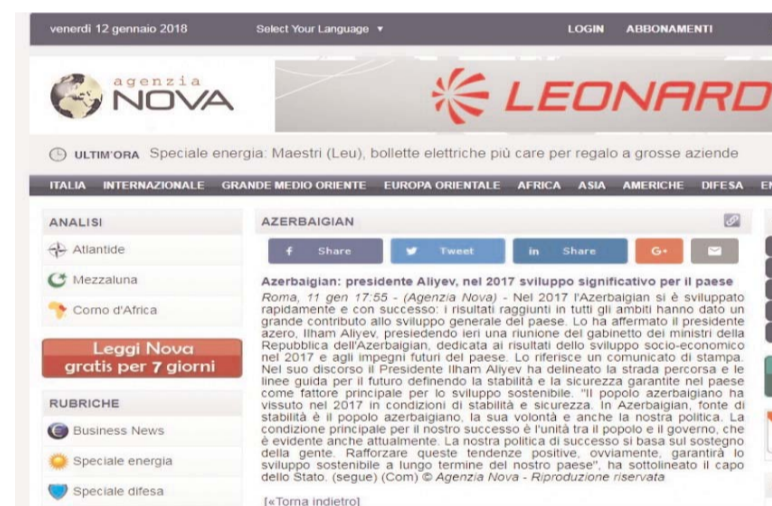 venerdì 12 gennaio 2018 Select Your Language LOGIN ABBONAMENTI
agenzia
NOVA
LEONARD
ULTIM'ORA Speciale energia: Maestri (Leu), bollette elettriche più care per regalo a grosse aziende
ITALIA INTERNAZIONALE GRANDE MEDIO ORIENTE EUROPA ORIENTALE AFRICA ASIA AMERICHE DIFESA EN
ANALISI
Atlantide
Mezzaluna
Corno d'Africa
Leggi Nova
gratis per 7 giorni
RUBRICHE
Business News
Speciale energia
Speciale difesa
AZERBAIGIAN
Share Tweet in Share G+
Azerbaigian: presidente Aliyev, nel 2017 sviluppo significativo per il paese
Roma, 11 gen 17:55 - (Agenzia Nova) - Nel 2017 l'Azerbaigian si è sviluppato
rapidamente e con successo: i risultati raggiunti in tutti gli ambiti hanno dato un
grande contributo allo sviluppo generale del paese. Lo ha affermato il presidente
azero, Ilham Aliyev, presiedendo ieri una riunione del gabinetto dei ministri della
Repubblica dell'Azerbaigian, dedicata ai risultati dello sviluppo socio-economico
nel 2017 e agli impegni futuri del paese. Lo riferisce un comunicato di stampa.
Nel suo discorso il Presidente Ilham Aliyev ha delineato la strada percorsa e le
linee guida per il futuro definendo la stabilità e la sicurezza garantite nel paese
come fattore principale per lo sviluppo sostenibile. "Il popolo azerbaigiano ha
vissuto nel 2017 in condizioni di stabilità e sicurezza. In Azerbaigian, fonte di
stabilità è il popolo azerbaigiano, la sua volontà e anche la nostra politica. La
condizione principale per il nostro successo è l'unità tra il popolo e il governo, che
è evidente anche attualmente. La nostra politica di successo si basa sul sostegno
della gente. Rafforzare queste tendenze positive, ovviamente, garantirà lo
sviluppo sostenibile a lungo termine del nostro paese", ha sottolineato il capo
dello Stato. (segue) (Com) © Agenzia Nova - Riproduzione riservata
[«Torna indietro]